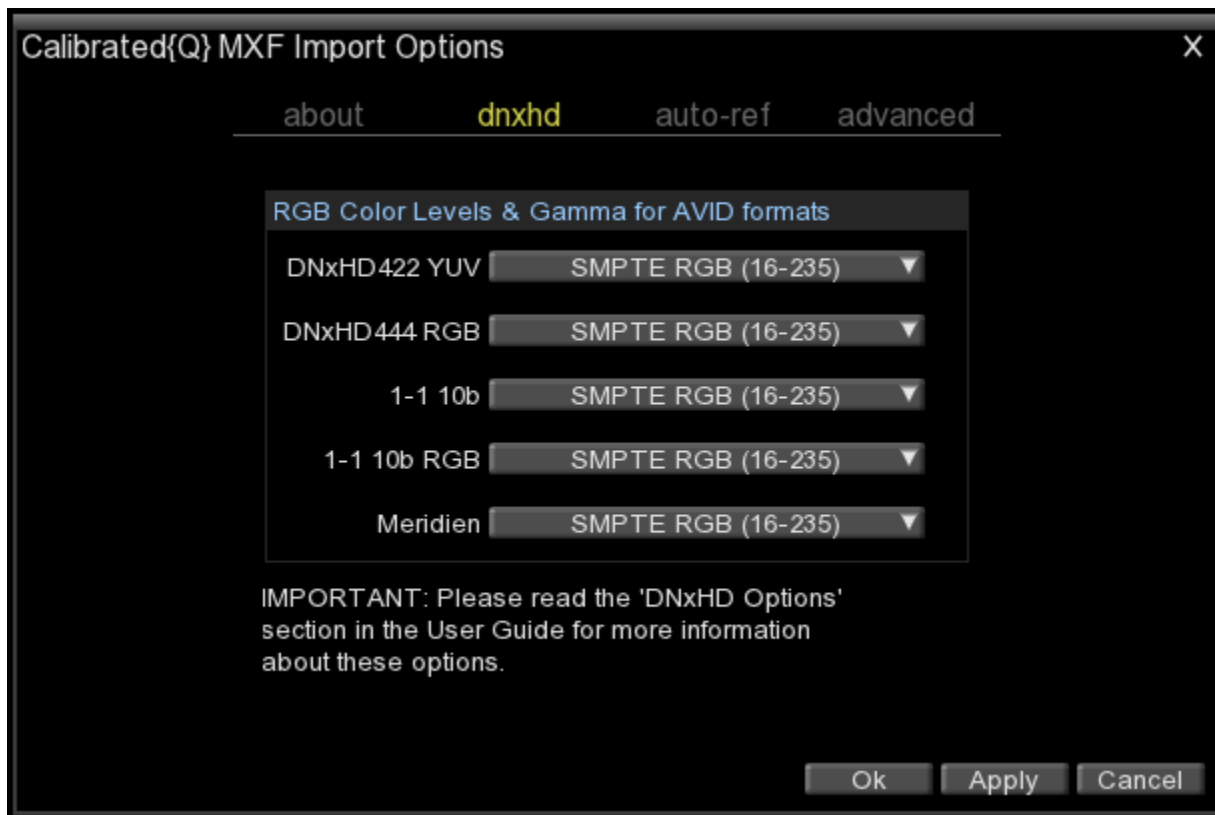 Calibrated{Q} MXF Import Options X
about dnxhd auto-ref advanced
RGB Color Levels & Gamma for AVID formats
DNxHD422 YUV SMPTE RGB (16-235)
DNxHD444 RGB SMPTE RGB (16-235)
1-1 10b SMPTE RGB (16-235)
1-1 10b RGB SMPTE RGB (16-235)
Meridien SMPTE RGB (16-235)
IMPORTANT: Please read the 'DNxHD Options'
section in the User Guide for more information
about these options.
Ok Apply Cancel